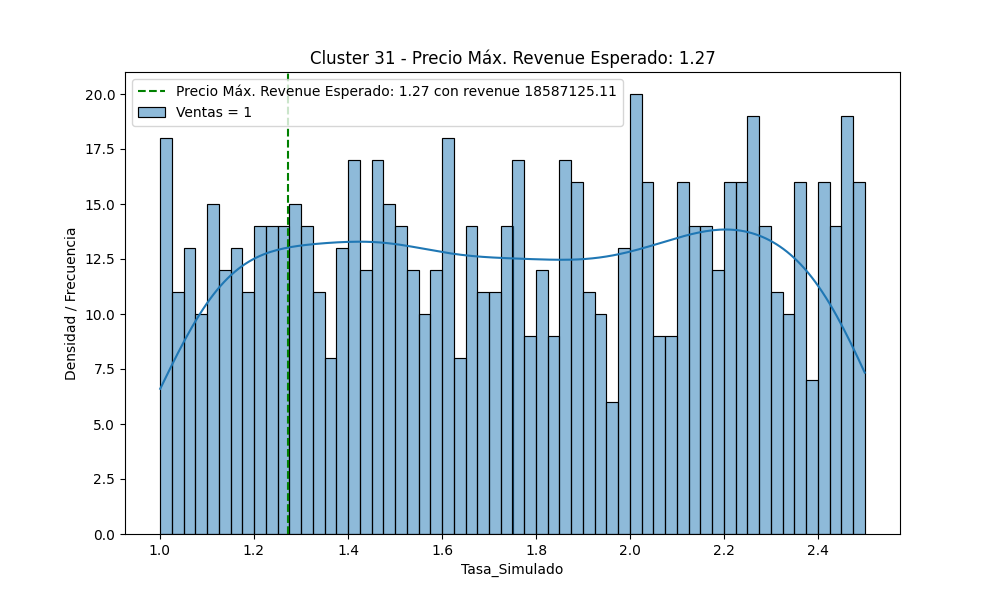 Cluster 31 - Precio Máx. Revenue Esperado: 1.27
Precio Máx. Revenue Esperado: 1.27 con revenue 18587125.11
Ventas = 1
Densidad / Frecuencia
20.0
17.5
15.0
12.5
10.0
7.5
5.0
2.5
0.0
1.0 1.2 1.4 1.6 1.8 2.0 2.2 2.4
Tasa_Simulado